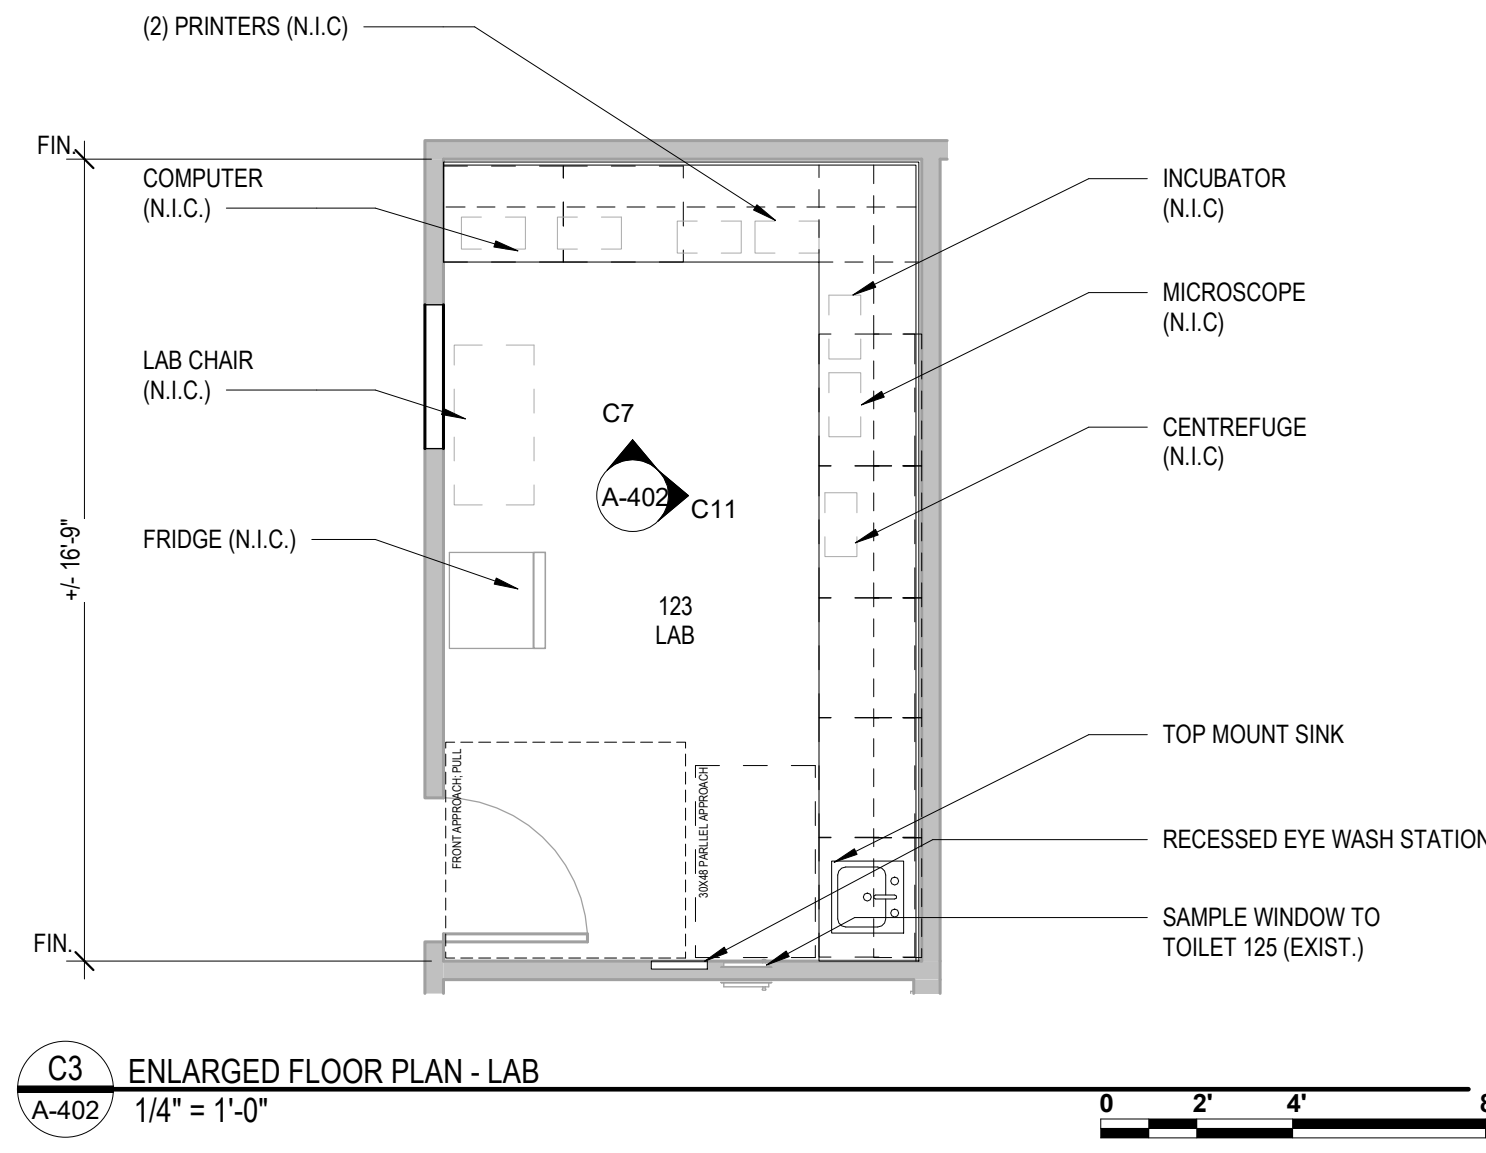 (2) PRINTERS (N.I.C)
FIN.
COMPUTER
(N.I.C.)
INCUBATOR
(N.I.C)
MICROSCOPE
(N.I.C)
LAB CHAIR
(N.I.C.)
C7
A-402
C11
CENTREFUGE
(N.I.C)
+/- 16'-9"
FRIDGE (N.I.C.)
123
LAB
TOP MOUNT SINK
FRONT APPROACH; PULL
30X48 PARLLEL APPROACH
RECESSED EYE WASH STATION
SAMPLE WINDOW TO
TOILET 125 (EXIST.)
FIN.
C3
ENLARGED FLOOR PLAN - LAB
A-402
1/4" = 1'-0"
0 2' 4' 8